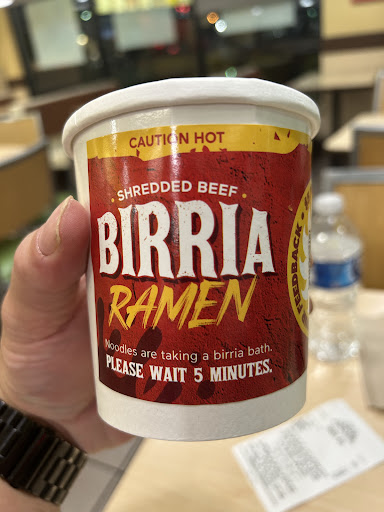 CAUTION HOT
SHREDDED BEEF
BIRRIA
RAMEN
Noodles are taking a birria bath.
PLEASE WAIT 5 MINUTES.
FEEDBACK